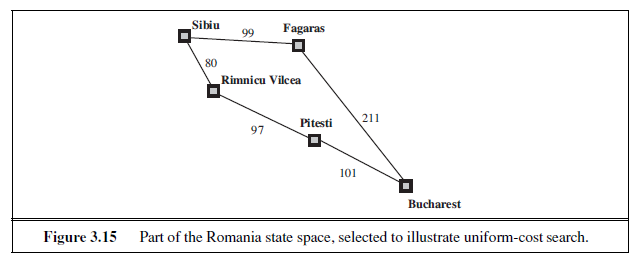 Sibiu
99
Fagaras
80
Rimnicu Vilcea
97
Pitesti
211
101
Bucharest
Figure 3.15 Part of the Romania state space, selected to illustrate uniform-cost search.